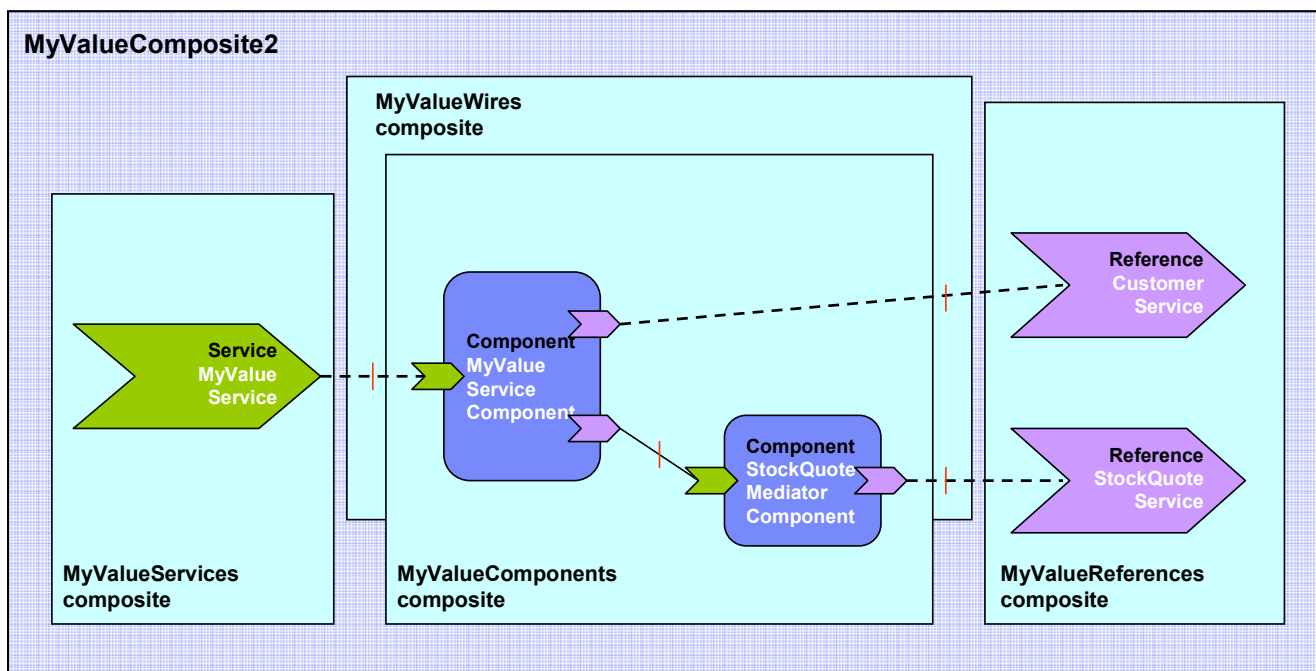 MyValueComposite2
MyValueWires
composite
Reference
Customer
Service
Service
MyValue
Service
Component
MyValue
Service
Component
Component
StockQuote
Mediator
Component
Reference
StockQuote
Service
MyValueServices
composite
MyValueComponents
composite
MyValueReferences
composite